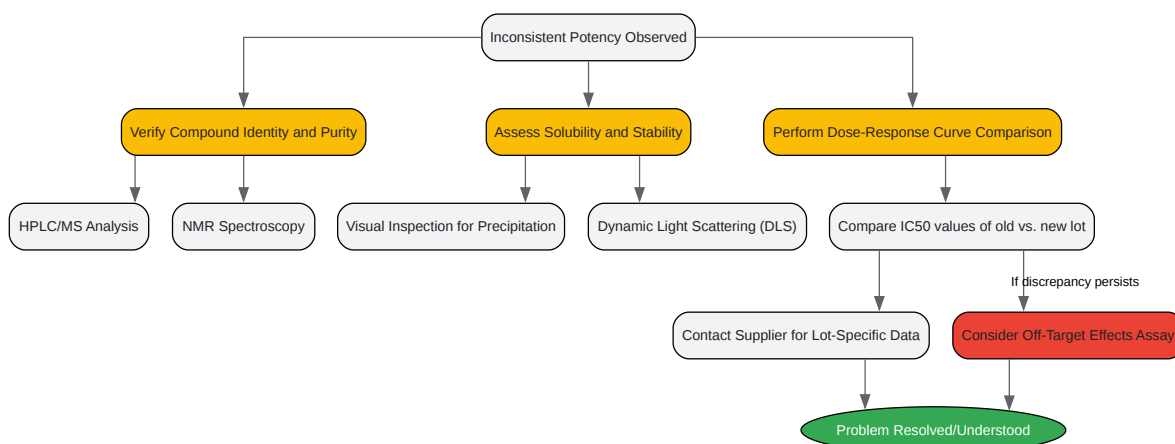 Inconsistent Potency Observed
Verify Compound Identity and Purity
Assess Solubility and Stability
Perform Dose-Response Curve Comparison
HPLC/MS Analysis
NMR Spectroscopy
Visual Inspection for Precipitation
Dynamic Light Scattering (DLS)
Compare IC50 values of old vs. new lot
If discrepancy persists
Contact Supplier for Lot-Specific Data
Consider Off-Target Effects Assay
Problem Resolved/Understood